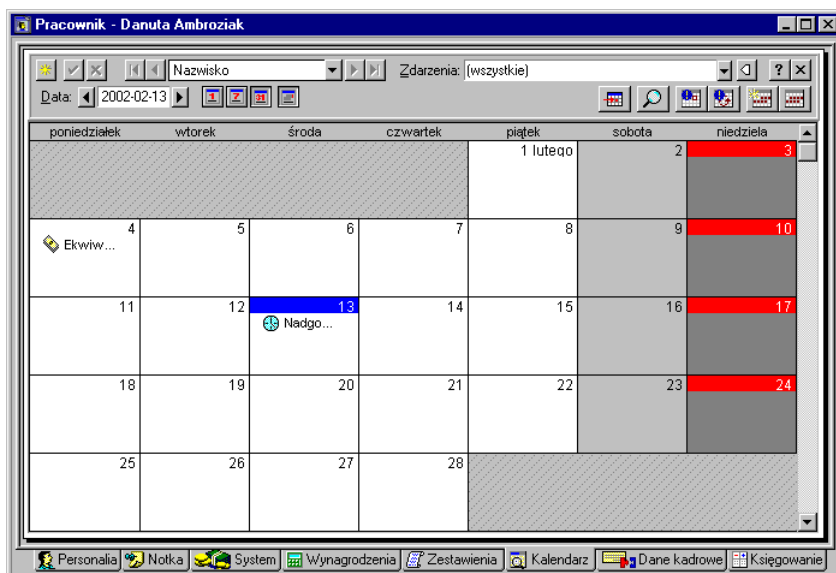 Pracownik - Danuta Ambroziak
Nazwisko Zdarzenia: (wszystkie) ?
Data: 2002-02-13 1 7 31
poniedziałek wtorek środa czwartek piątek sobota niedziela
1 lutego 2 3
4 5 6 7 8 9 10
Ekwiw...
11 12 13 14 15 16 17
Nadgo...
18 19 20 21 22 23 24
25 26 27 28
Personalia Notka System Wynagrodzenia Zestawienia Kalendarz Dane kadrowe Księgowanie